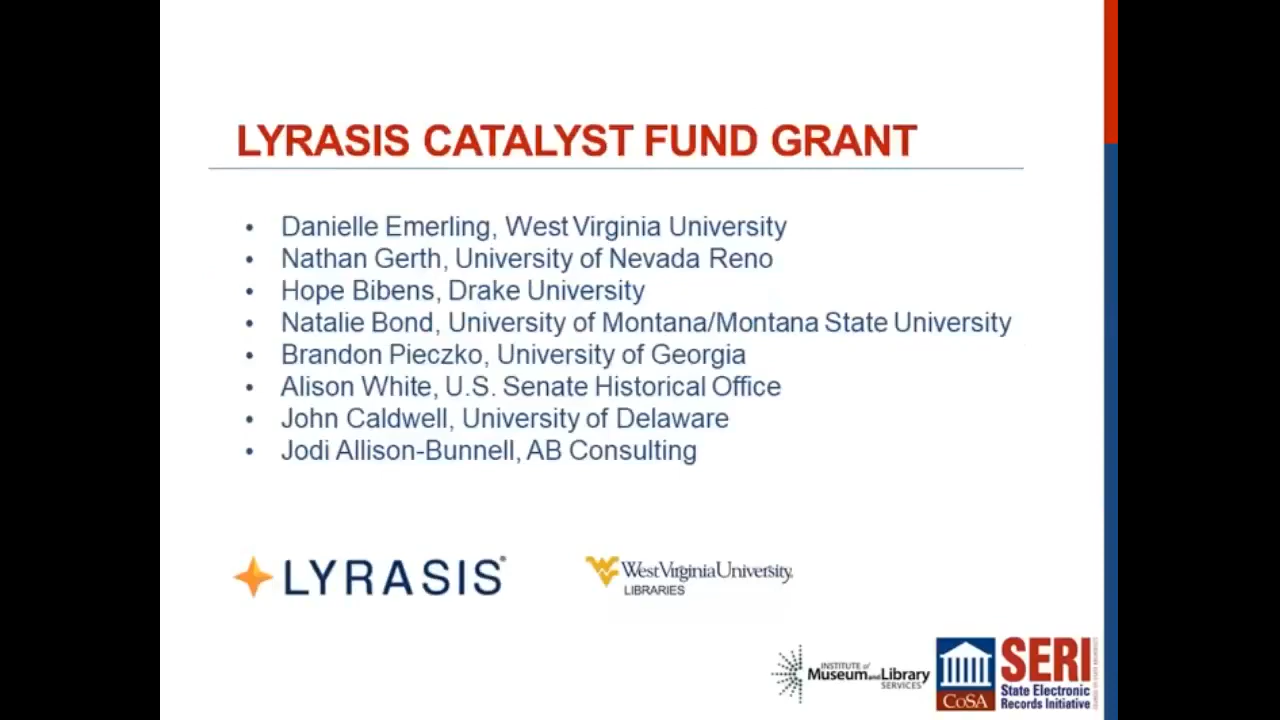 LYRASIS CATALYST FUND GRANT
• Danielle Emerling, West Virginia University
• Nathan Gerth, University of Nevada Reno
• Hope Bibens, Drake University
• Natalie Bond, University of Montana/Montana State University
• Brandon Pieczko, University of Georgia
• Alison White, U.S. Senate Historical Office
• John Caldwell, University of Delaware
• Jodi Allison-Bunnell, AB Consulting
LYRASIS®
WestVirginiaUniversity.
LIBRARIES
INSTITUTE of
Museum and Library
SERVICES
CoSA
SERI
State Electronic
Records Initiative